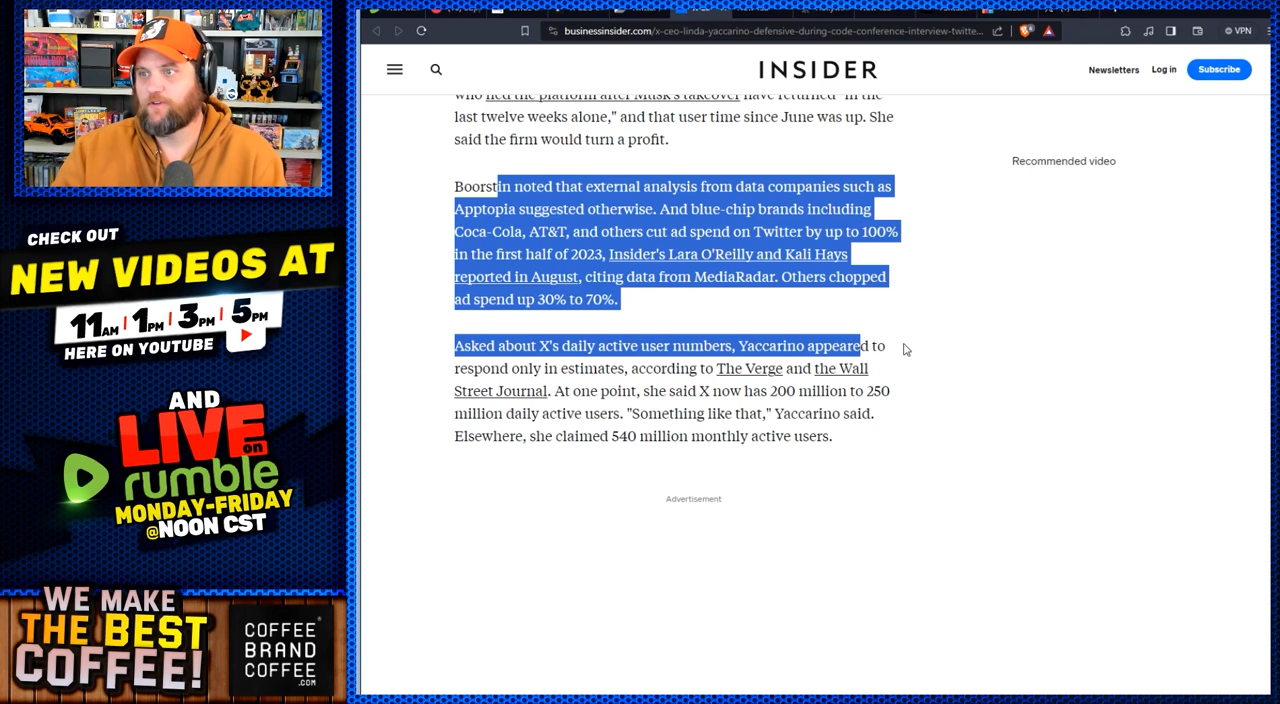 CHECK OUT
NEW VIDEOS AT
11AM | 1PM | 3PM | 5PM
HERE ON YOUTUBE
AND
LIVE on
rumble
MONDAY-FRIDAY
@NOON CST
WE MAKE
THE BEST
COFFEE!
COFFEE
BRAND
COFFEE
.COM
businessinsider.com/x-ceo-linda-yaccarino-defensive-during-code-conference-interview-twitte...
VPN
INSIDER
Newsletters
Log in
Subscribe
who fled the platform after Musk's takeover have returned "in the
last twelve weeks alone," and that user time since June was up. She
said the firm would turn a profit.
Recommended video
Boorstin noted that external analysis from data companies such as
Apptopia suggested otherwise. And blue-chip brands including
Coca-Cola, AT&T, and others cut ad spend on Twitter by up to 100%
in the first half of 2023, Insider's Lara O'Reilly and Kali Hays
reported in August, citing data from MediaRadar. Others chopped
ad spend up 30% to 70%.
Asked about X's daily active user numbers, Yaccarino appeared to
respond only in estimates, according to The Verge and the Wall
Street Journal. At one point, she said X now has 200 million to 250
million daily active users. "Something like that," Yaccarino said.
Elsewhere, she claimed 540 million monthly active users.
Advertisement